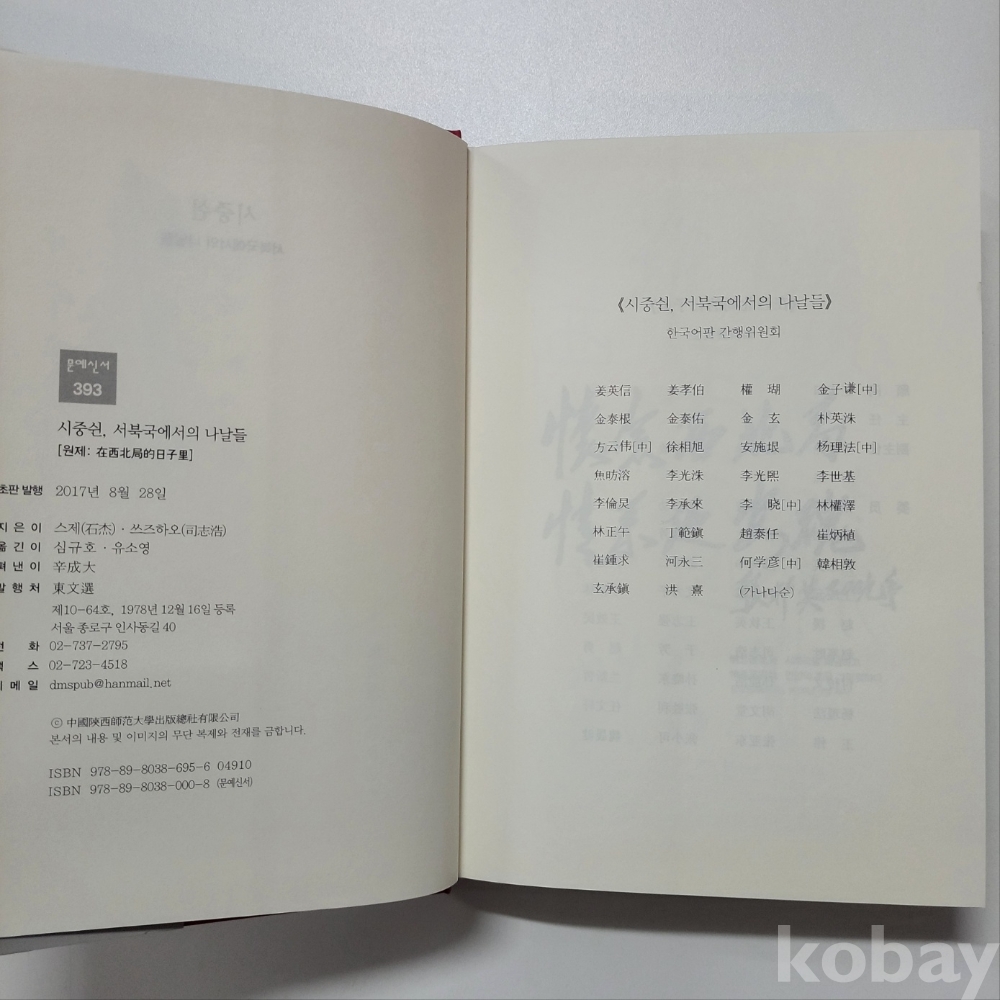 문예신서
393
시중쉰, 서북국에서의 나날들
[원제: 在西北局的日子里]
초판 발행 2017년 8월 28일
지은이 스제(石杰)·쓰즈하오(司志浩)
옮긴이 심규호·유소영
펴낸이 辛成大
발행처 東文選
제10-64호, 1978년 12월 16일 등록
서울 종로구 인사동길 40
전 화 02-737-2795
팩 스 02-723-4518
이메일 dmspub@hanmail.net
ⓒ 中國陝西師范大學出版總社有限公司
본서의 내용 및 이미지의 무단 복제와 전재를 금합니다.
ISBN 978-89-8038-695-6 04910
ISBN 978-89-8038-000-8 (문예신서)
《시중쉰, 서북국에서의 나날들》
한국어판 간행위원회
姜英信 姜孝伯 權 瑚 金子谦[中]
金泰根 金泰佑 金 玄 朴英洙
方云伟[中] 徐相旭 安施垠 杨理法[中]
魚昉溶 李光洙 李光熙 李世基
李倫炅 李承來 李 曉[中] 林權澤
林正午 丁範鎭 趙泰任 崔炳植
崔鍾求 河永三 何学彦[中] 韓相敦
玄承鎭 洪 熹 (가나다순)
kobay